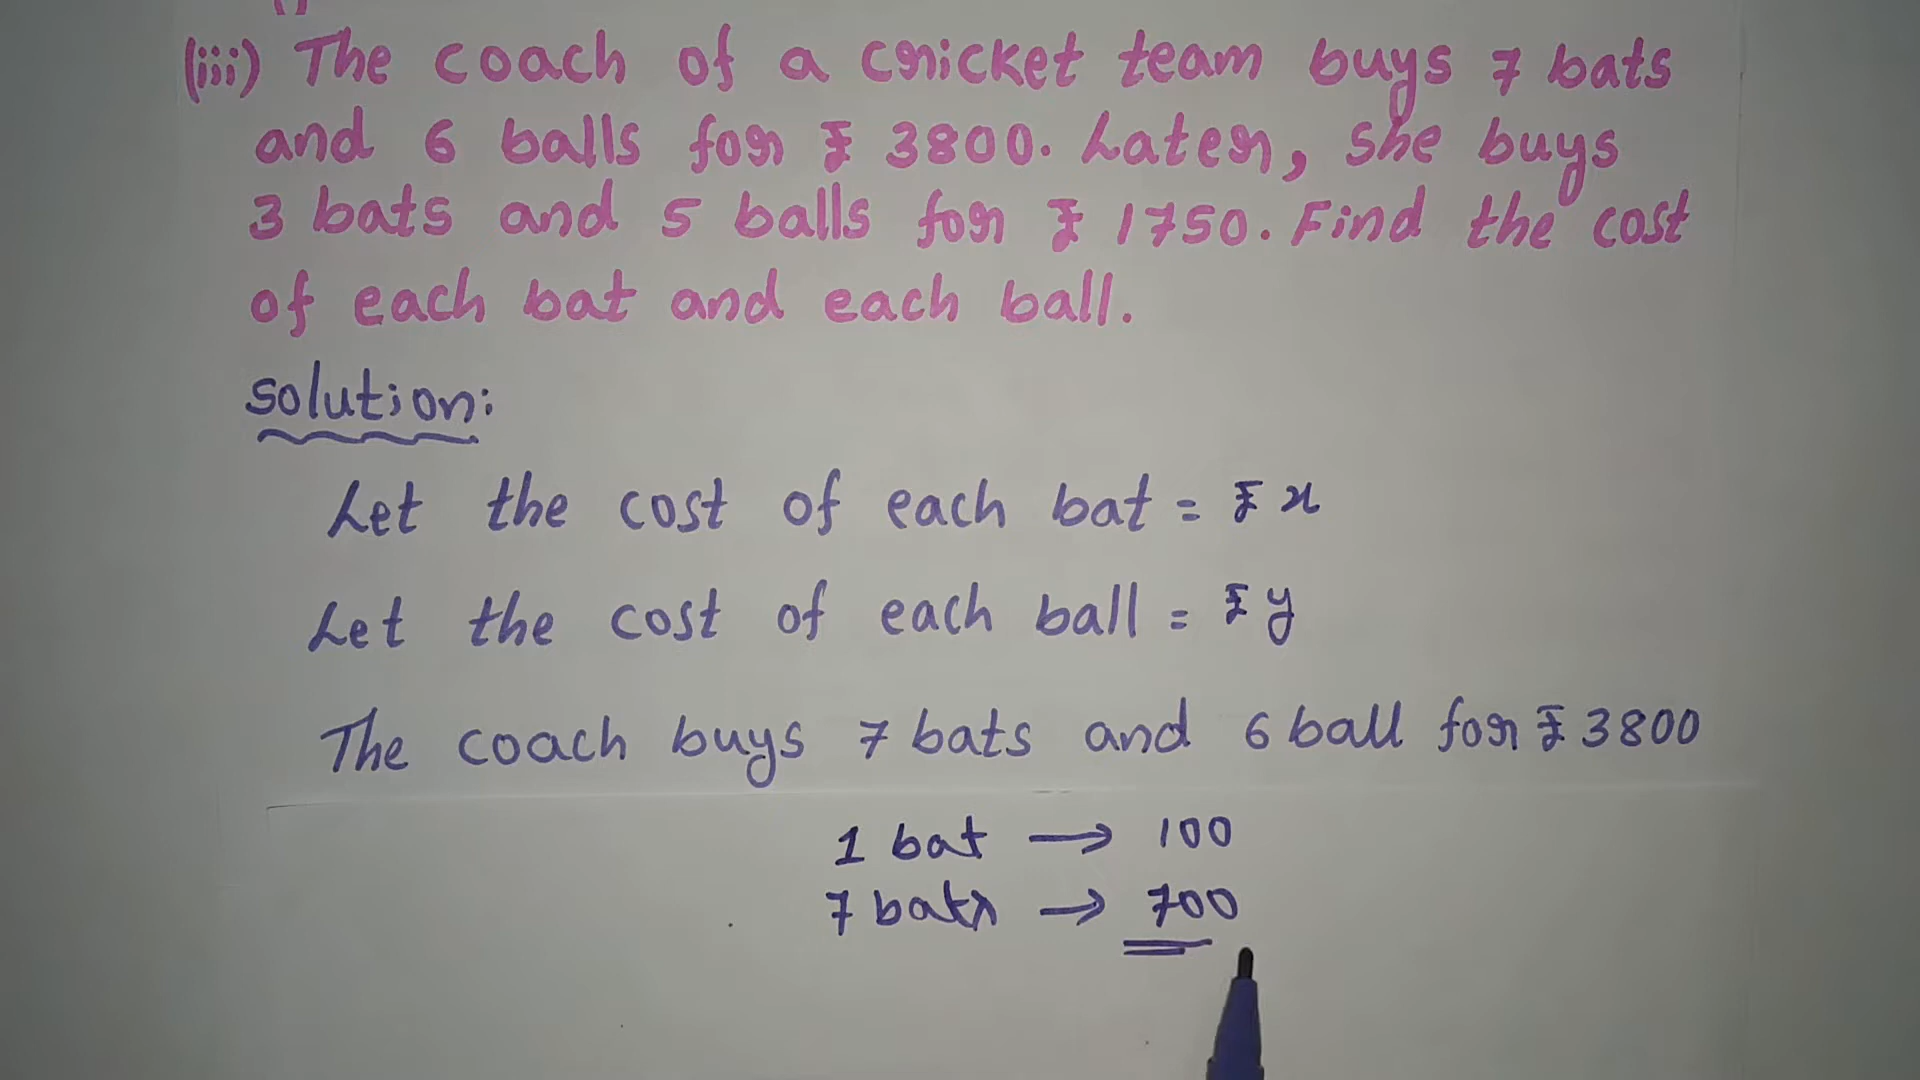 (iii) The coach of a cricket team buys 7 bats
and 6 balls for ₹ 3800. Later, she buys
3 bats and 5 balls for ₹ 1750. Find the cost
of each bat and each ball.
Solution:
Let the cost of each bat = ₹ x
Let the cost of each ball = ₹ y
The coach buys 7 bats and 6 ball for ₹ 3800
1 bat → 100
7 bats → 700